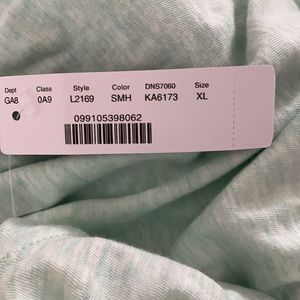 Dept Class Style Color DNS7060 Size
GA8 0A9 L2169 SMH KA6173 XL
099105398062